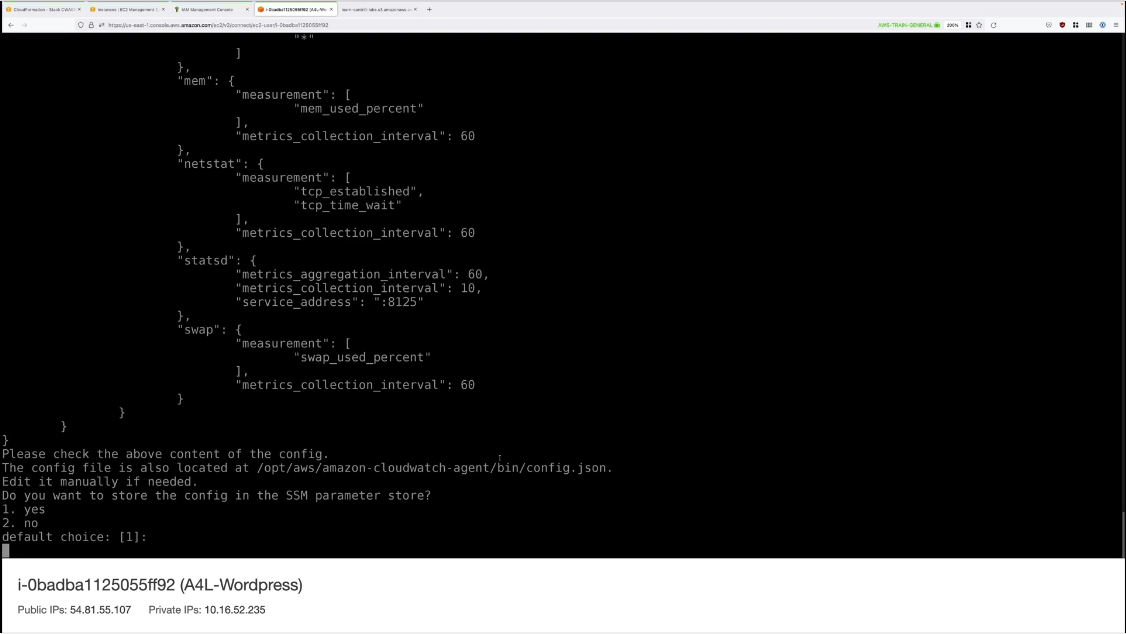 CloudFormation - Stack CWAG
Instances | EC2 Management
IAM Management Console
i-0badba1125055ff92 (A4L-Wo
learn-cantrill-labs.s3.amazonaws.co
https://us-east-1.console.aws.amazon.com/ec2/v2/connect/ec2-user/i-0badba1125055ff92
AWS-TRAIN-GENERAL
200%
"*"
]
},
"mem": {
"measurement": [
"mem_used_percent"
],
"metrics_collection_interval": 60
},
"netstat": {
"measurement": [
"tcp_established",
"tcp_time_wait"
],
"metrics_collection_interval": 60
},
"statsd": {
"metrics_aggregation_interval": 60,
"metrics_collection_interval": 10,
"service_address": ":8125"
},
"swap": {
"measurement": [
"swap_used_percent"
],
"metrics_collection_interval": 60
}
}
}
}
Please check the above content of the config.
The config file is also located at /opt/aws/amazon-cloudwatch-agent/bin/config.json.
Edit it manually if needed.
Do you want to store the config in the SSM parameter store?
1. yes
2. no
default choice: [1]:
i-0badba1125055ff92 (A4L-Wordpress)
Public IPs: 54.81.55.107 Private IPs: 10.16.52.235